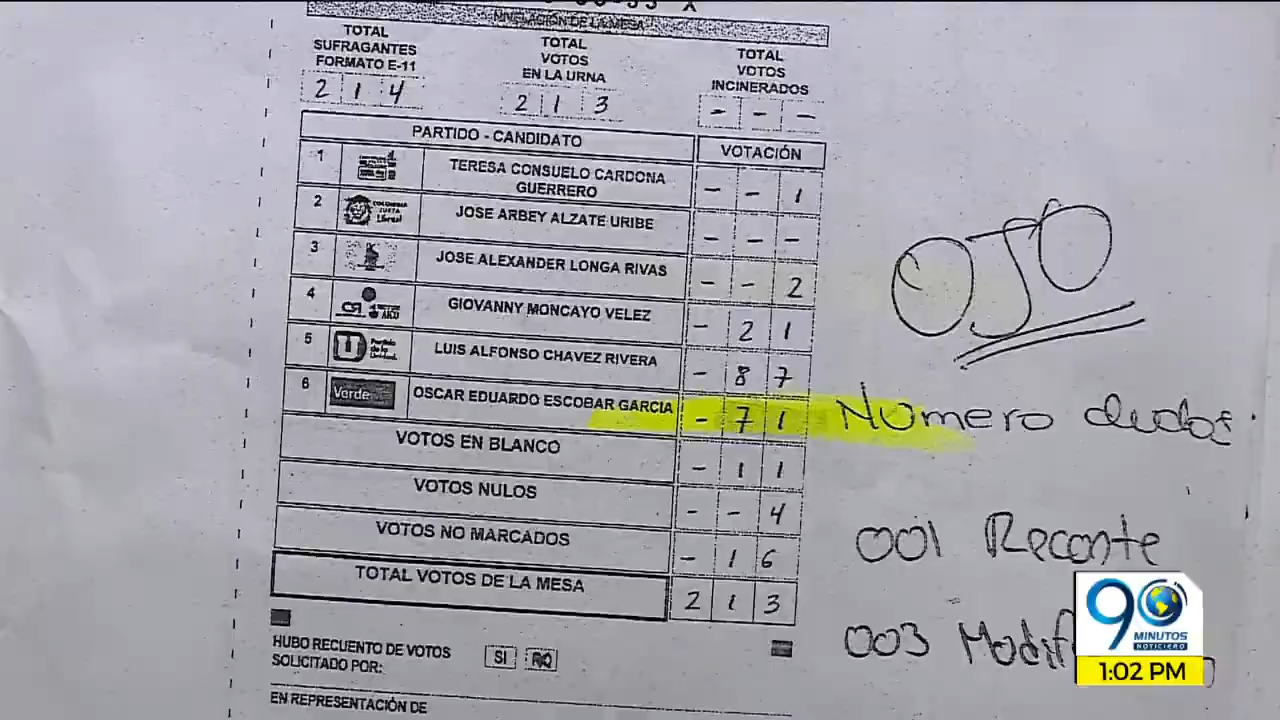 NIVELACIÓN DE LA MESA
TOTAL SUFRAGANTES FORMATO E-11
2 1 4
TOTAL VOTOS EN LA URNA
2 1 3
TOTAL VOTOS INCINERADOS
- - -
PARTIDO - CANDIDATO VOTACIÓN
1 TERESA CONSUELO CARDONA GUERRERO - - 1
2 JOSE ARBEY ALZATE URIBE - - -
3 JOSE ALEXANDER LONGA RIVAS - - 2
4 GIOVANNY MONCAYO VELEZ - 2 1
5 Partido de la LUIS ALFONSO CHAVEZ RIVERA - 8 7
6 Verde OSCAR EDUARDO ESCOBAR GARCIA - 7 1
VOTOS EN BLANCO - 1 1
VOTOS NULOS - - 4
VOTOS NO MARCADOS - 1 6
TOTAL VOTOS DE LA MESA 2 1 3
HUBO RECUENTO DE VOTOS
SOLICITADO POR: SI NO
EN REPRESENTACIÓN DE
OJO
Numero dudos
001 Reconte
003 Modif
90
MINUTOS
NOTICIERO
1:02 PM